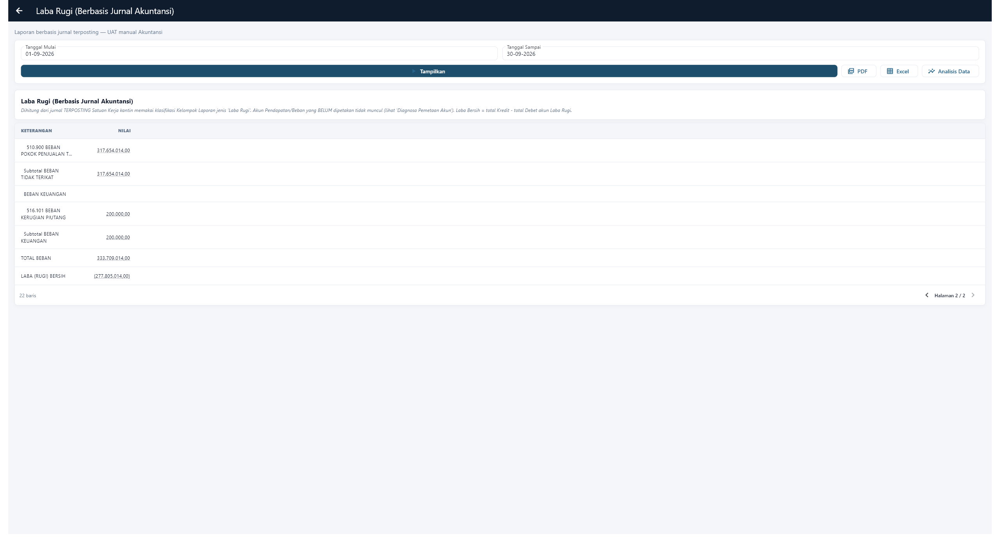 Laba Rugi (Berbasis Jurnal Akuntansi)
Laporan berbasis jurnal terposting — UAT manual Akuntansi
Tanggal Mulai
01-09-2026
Tanggal Sampai
30-09-2026
Tampilkan
PDF
Excel
Analisis Data
Laba Rugi (Berbasis Jurnal Akuntansi)
Dihitung dari jurnal TERPOSTING Satuan Kerja kantin memakai klasifikasi Kelompok Laporan jenis 'Laba Rugi'. Akun Pendapatan/Beban yang BELUM dipetakan tidak muncul (lihat 'Diagnosa Pemetaan Akun'). Laba Bersih = total Kredit - total Debet akun Laba Rugi.
KETERANGAN NILAI
510.900 BEBAN
POKOK PENJUALAN T... 317.654.014,00
Subtotal BEBAN
TIDAK TERIKAT 317.654.014,00
BEBAN KEUANGAN
516.101 BEBAN
KERUGIAN PIUTANG 200.000,00
Subtotal BEBAN
KEUANGAN 200.000,00
TOTAL BEBAN 333.709.014,00
LABA (RUGI) BERSIH (277.805.014,00)
22 baris
Halaman 2 / 2